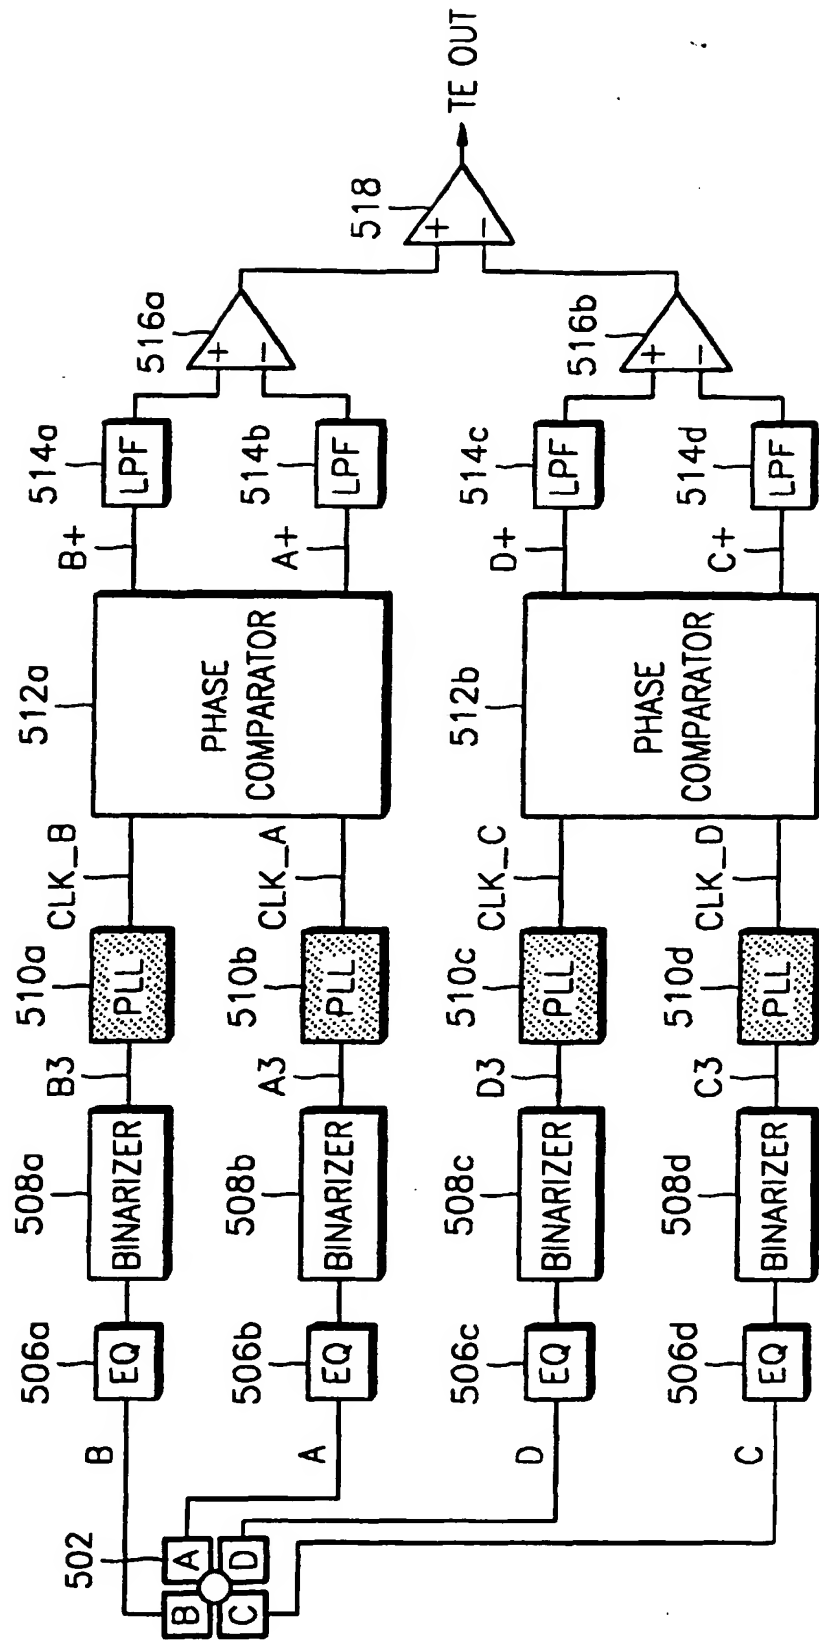 502
B
A
C
D
B
506a
EQ
508a
BINARIZER
B3
510a
PLL
CLK_B
A
506b
EQ
508b
BINARIZER
A3
510b
PLL
CLK_A
512a
PHASE
COMPARATOR
B+
514a
LPF
A+
514b
LPF
516a
+
−
D
506c
EQ
508c
BINARIZER
D3
510c
PLL
CLK_C
C
506d
EQ
508d
BINARIZER
C3
510d
PLL
CLK_D
512b
PHASE
COMPARATOR
D+
514c
LPF
C+
514d
LPF
516b
+
−
518
+
−
TE OUT